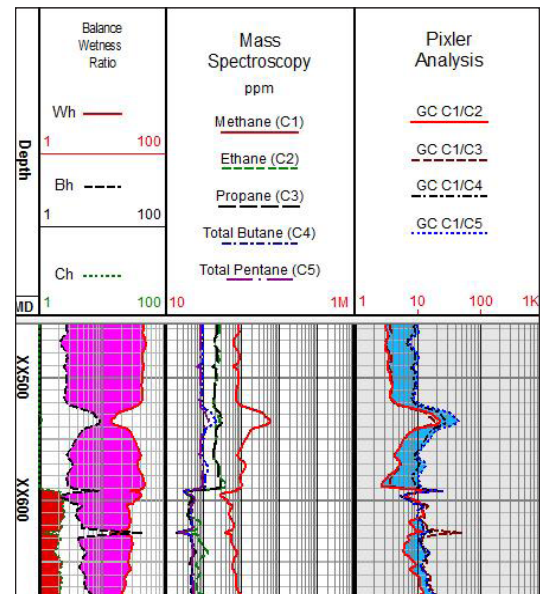 Balance
Wetness
Ratio
Wh
1 100
Bh
1 100
Ch
1 100
Depth
MD
Mass
Spectroscopy
ppm
Methane (C1)
Ethane (C2)
Propane (C3)
Total Butane (C4)
Total Pentane (C5)
10 1M
Pixler
Analysis
GC C1/C2
GC C1/C3
GC C1/C4
GC C1/C5
1 10 100 1K
XX500
XX600